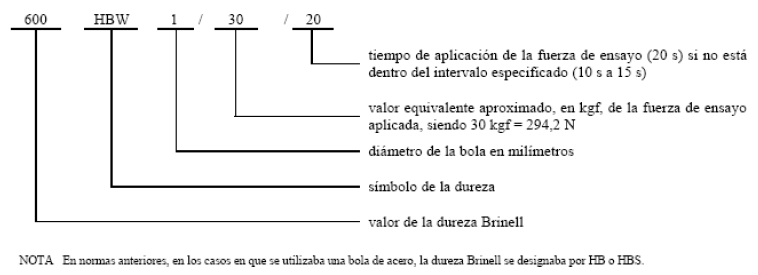 600 HBW 1 / 30 / 20
tiempo de aplicación de la fuerza de ensayo (20 s) si no está
dentro del intervalo especificado (10 s a 15 s)
valor equivalente aproximado, en kgf, de la fuerza de ensayo
aplicada, siendo 30 kgf = 294,2 N
diámetro de la bola en milímetros
símbolo de la dureza
valor de la dureza Brinell
NOTA En normas anteriores, en los casos en que se utilizaba una bola de acero, la dureza Brinell se designaba por HB o HBS.